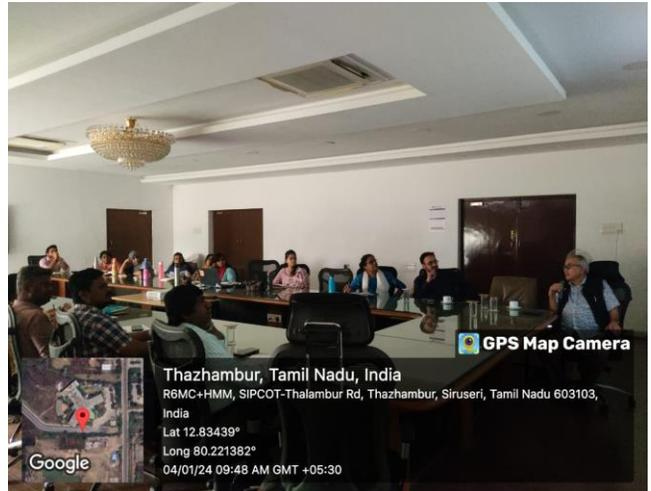 GPS Map Camera
Thazhambur, Tamil Nadu, India
R6MC+HMM, SIPCOT-Thalambur Rd, Thazhambur, Siruseri, Tamil Nadu 603103,
India
Lat 12.83439°
Long 80.221382°
04/01/24 09:48 AM GMT +05:30
Google